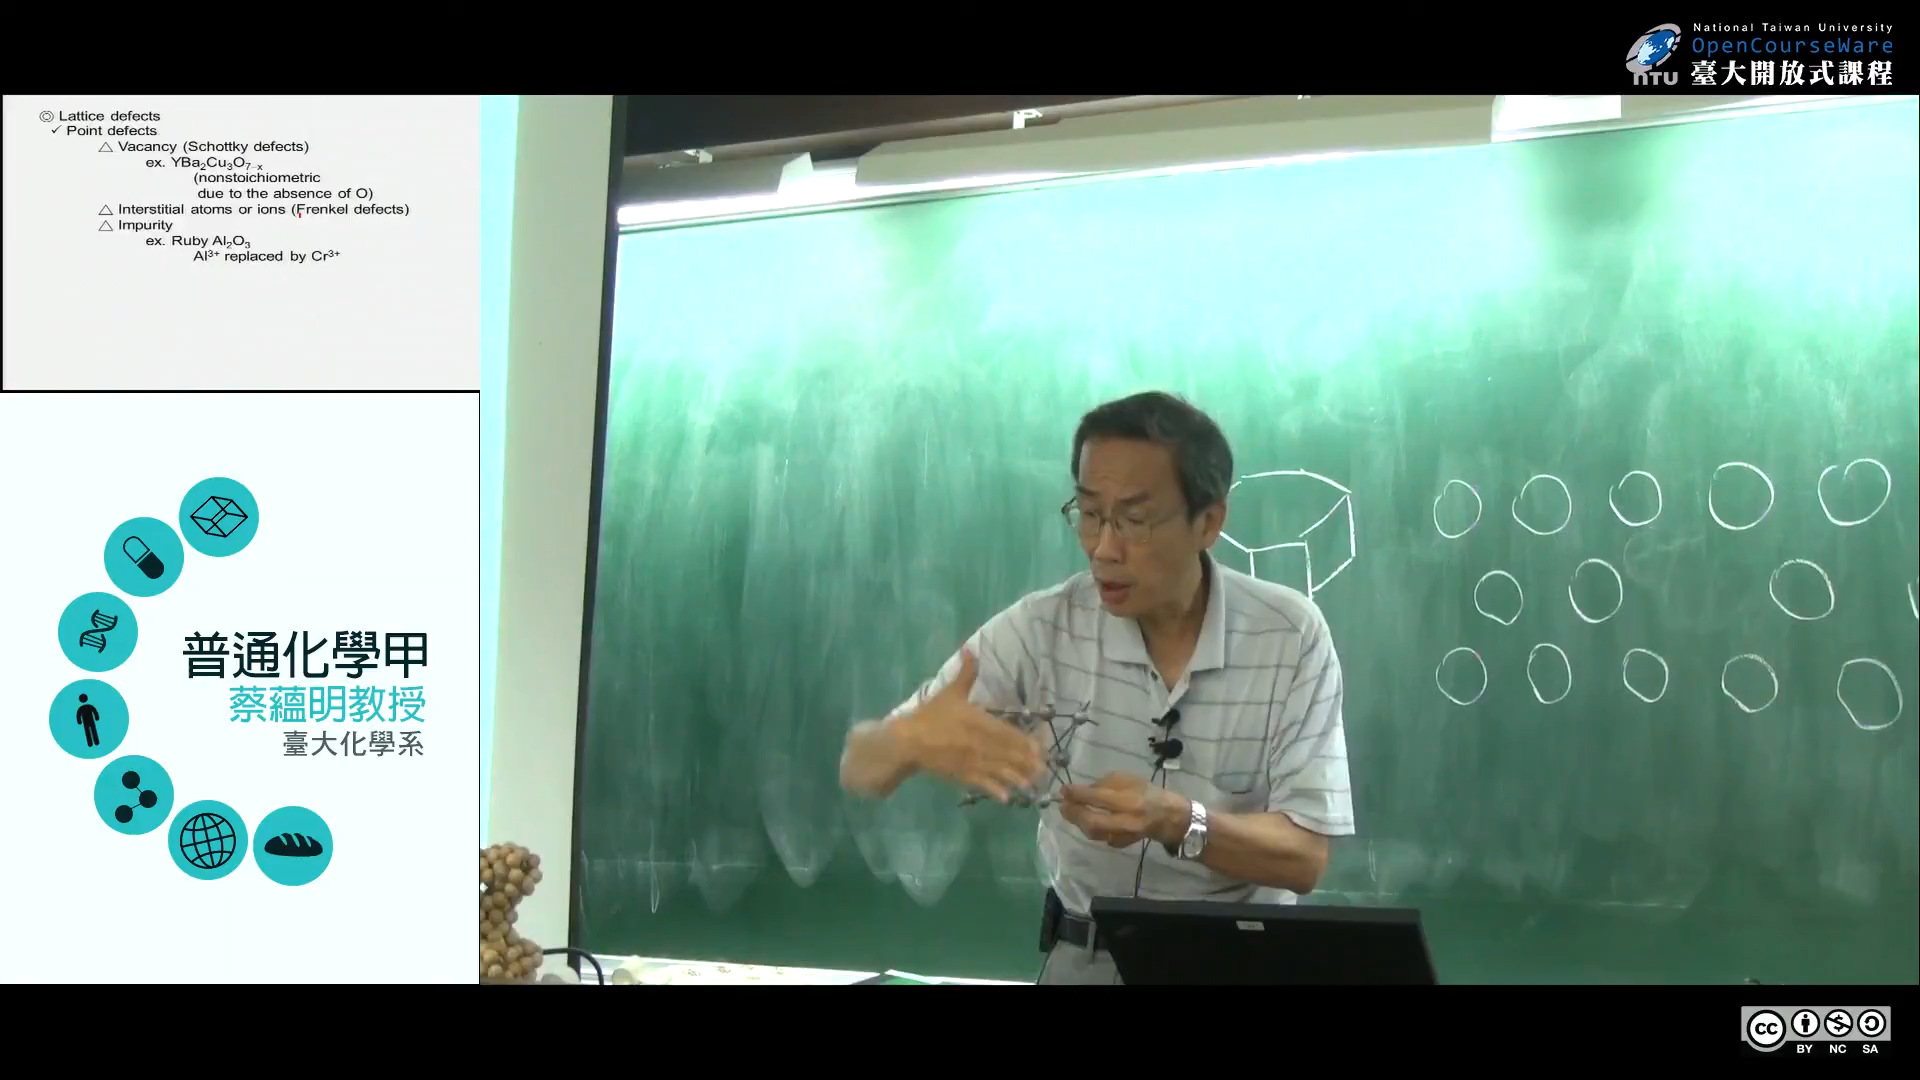 National Taiwan University
OpenCourseWare
NTU 臺大開放式課程
◎ Lattice defects
✓ Point defects
△ Vacancy (Schottky defects)
ex. YBa₂Cu₃O₇₋ₓ
(nonstoichiometric
due to the absence of O)
△ Interstitial atoms or ions (Frenkel defects)
△ Impurity
ex. Ruby Al₂O₃
Al³⁺ replaced by Cr³⁺
普通化學甲
蔡蘊明教授
臺大化學系
cc
BY NC SA